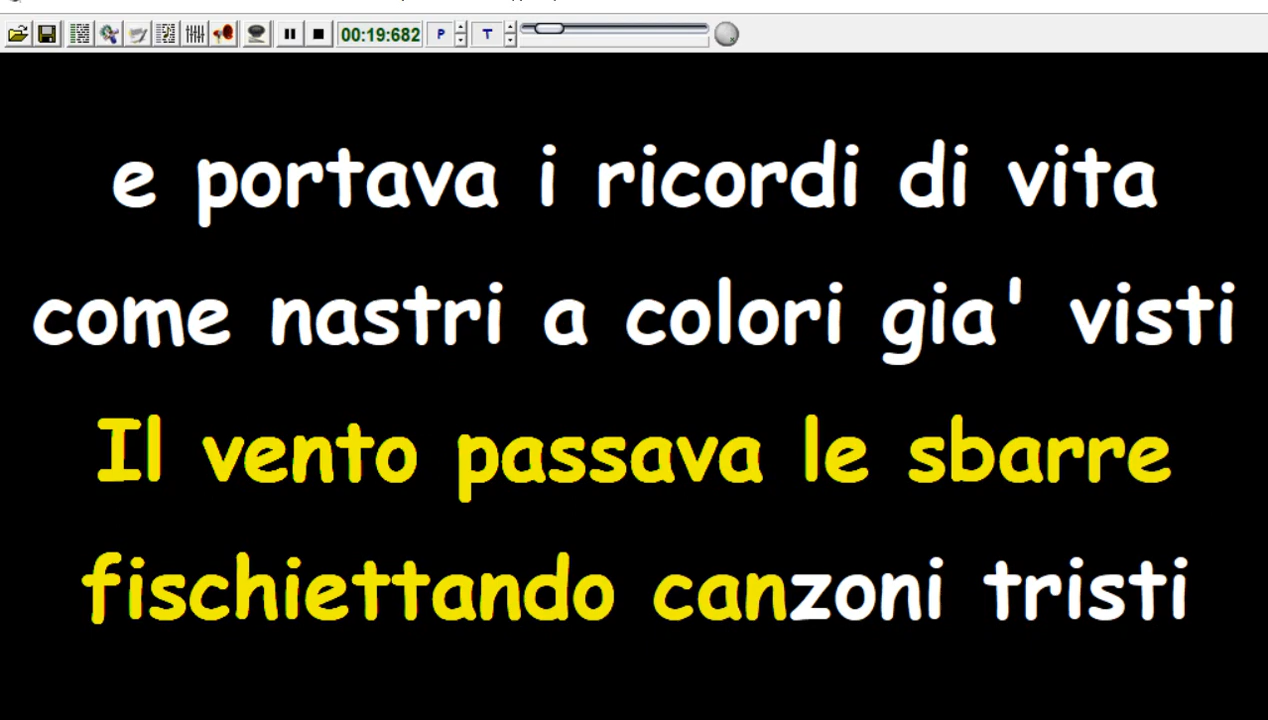 00:19:682
P
T
e portava i ricordi di vita
come nastri a colori gia' visti
Il vento passava le sbarre
fischiettando canzoni tristi